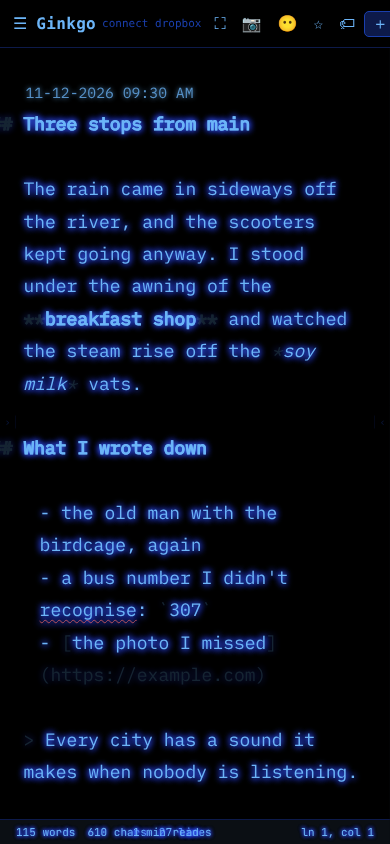 ☰ Ginkgo connect dropbox
11-12-2026 09:30 AM
# Three stops from main
The rain came in sideways off
the river, and the scooters
kept going anyway. I stood
under the awning of the
**breakfast shop** and watched
the steam rise off the *soy
milk* vats.
# What I wrote down
- the old man with the
birdcage, again
- a bus number I didn't
recognise: `307`
- [the photo I missed]
(https://example.com)
> Every city has a sound it
makes when nobody is listening.
115 words 610 chars ln 1, col 1